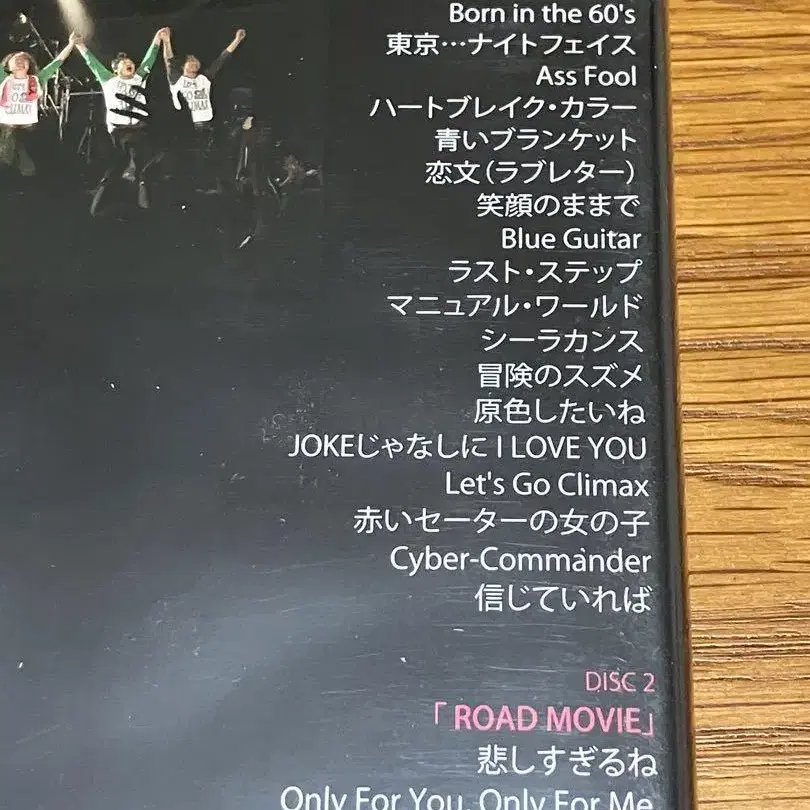 Born in the 60's
東京…ナイトフェイス
Ass Fool
ハートブレイク・カラー
青いブランケット
恋文(ラブレター)
笑顔のままで
Blue Guitar
ラスト・ステップ
マニュアル・ワールド
シーラカンス
冒険のスズメ
原色したいね
JOKEじゃなしに I LOVE YOU
Let's Go Climax
赤いセーターの女の子
Cyber-Commander
信じていれば
DISC 2
「ROAD MOVIE」
悲しすぎるね
Only For You, Only For Me